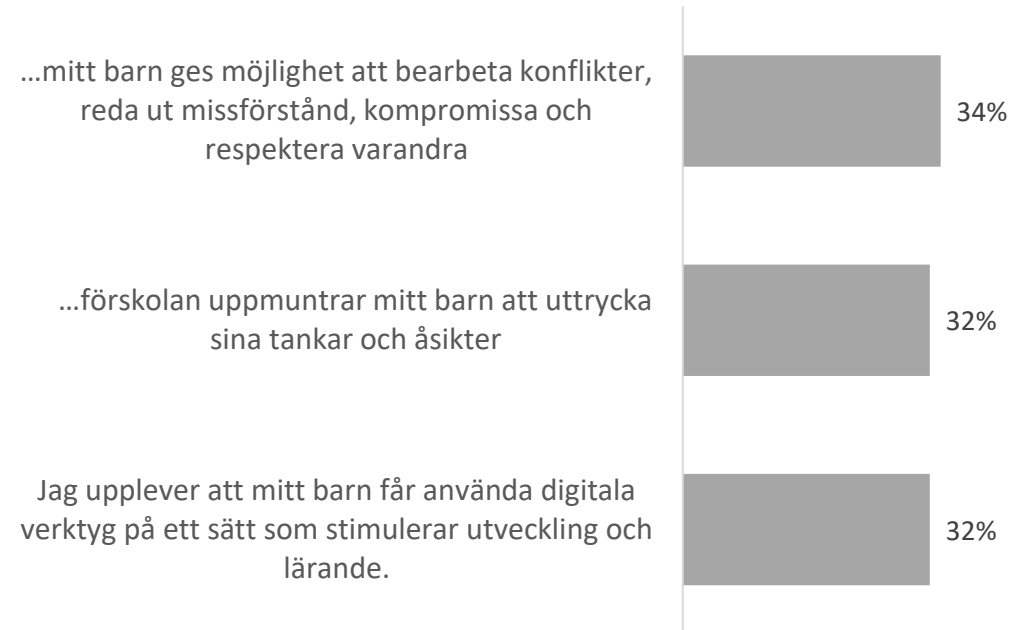 ...mitt barn ges möjlighet att bearbeta konflikter,
reda ut missförstånd, kompromissa och
respektera varandra
34%
...förskolan uppmuntrar mitt barn att uttrycka
sina tankar och åsikter
32%
Jag upplever att mitt barn får använda digitala
verktyg på ett sätt som stimulerar utveckling och
lärande.
32%